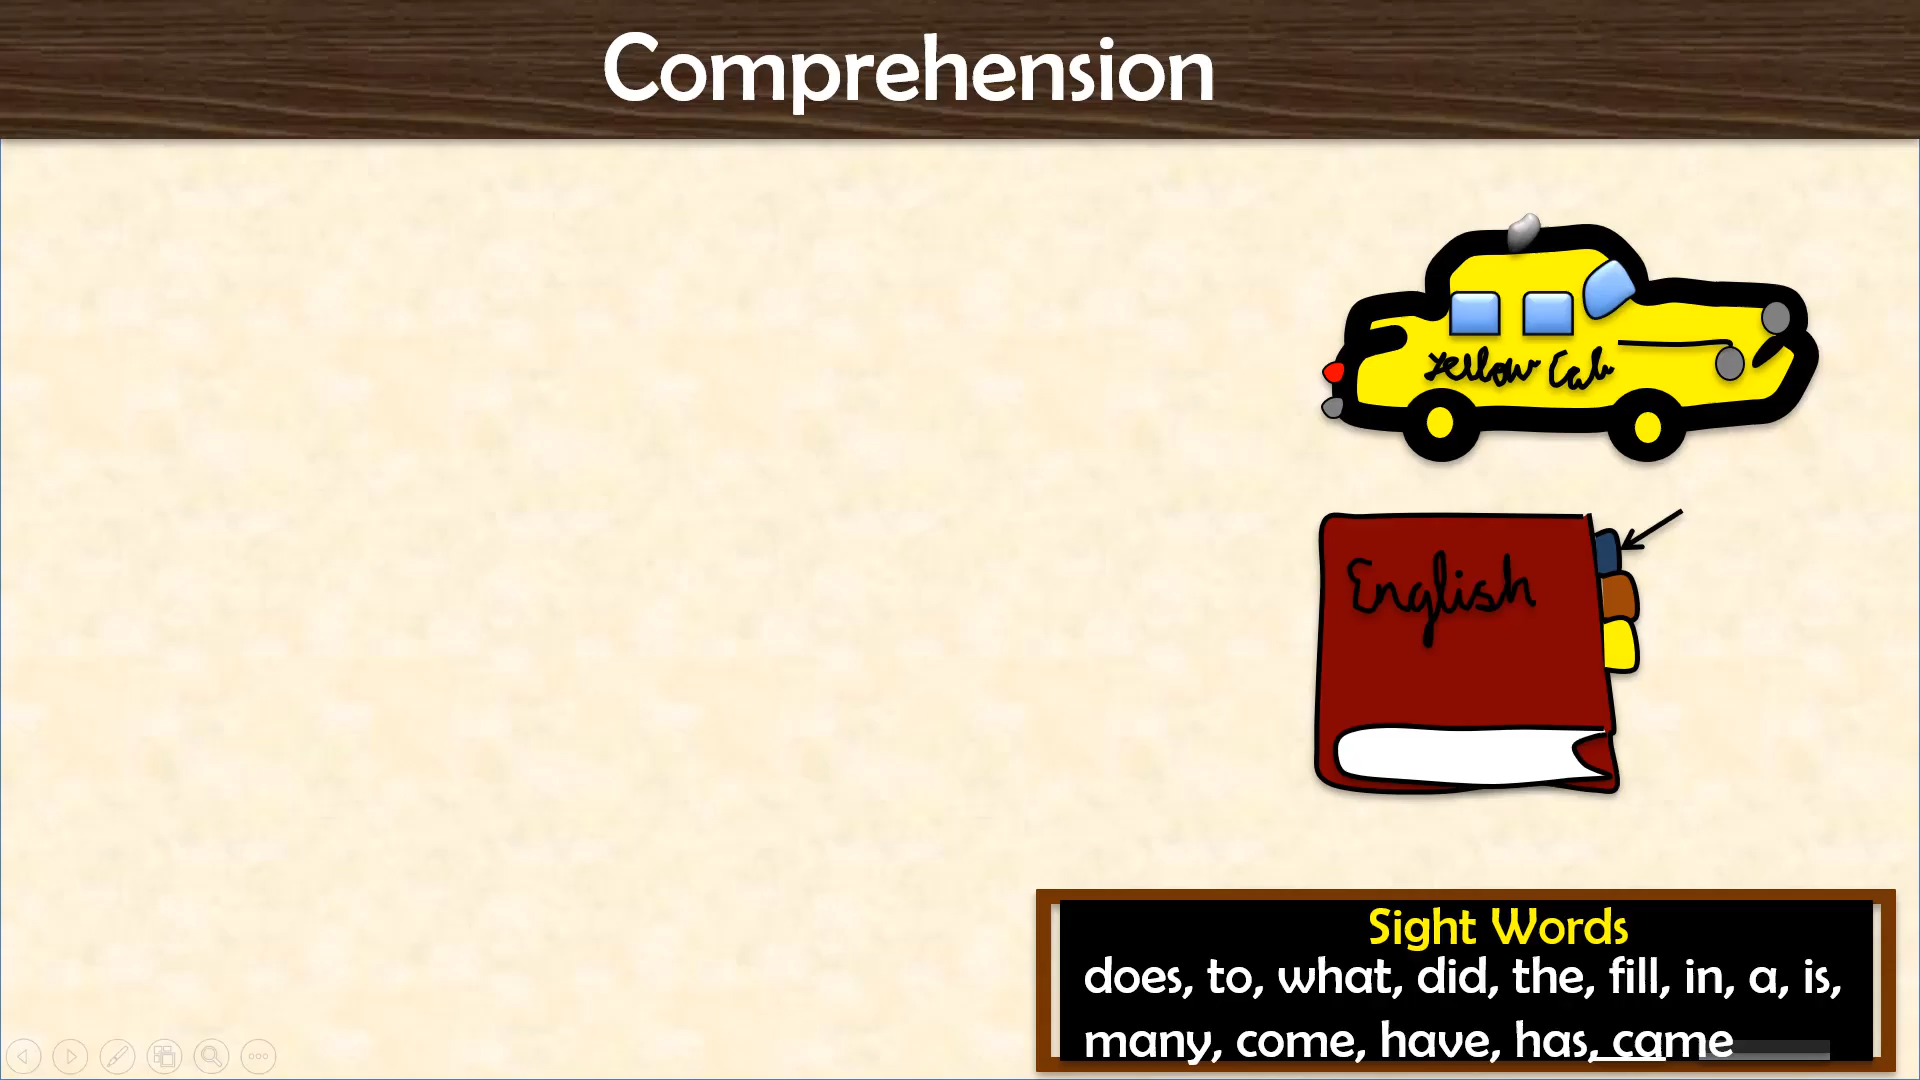 Comprehension
Yellow Cab
English
Sight Words
does, to, what, did, the, fill, in, a, is,
many, come, have, has, came